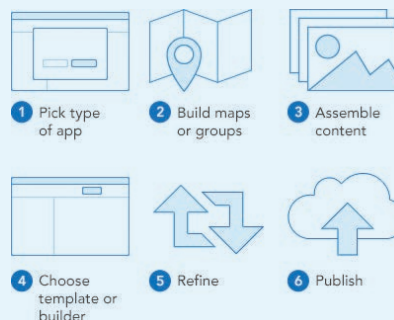 1 Pick type
of app
2 Build maps
or groups
3 Assemble
content
4 Choose
template or
builder
5 Refine
6 Publish